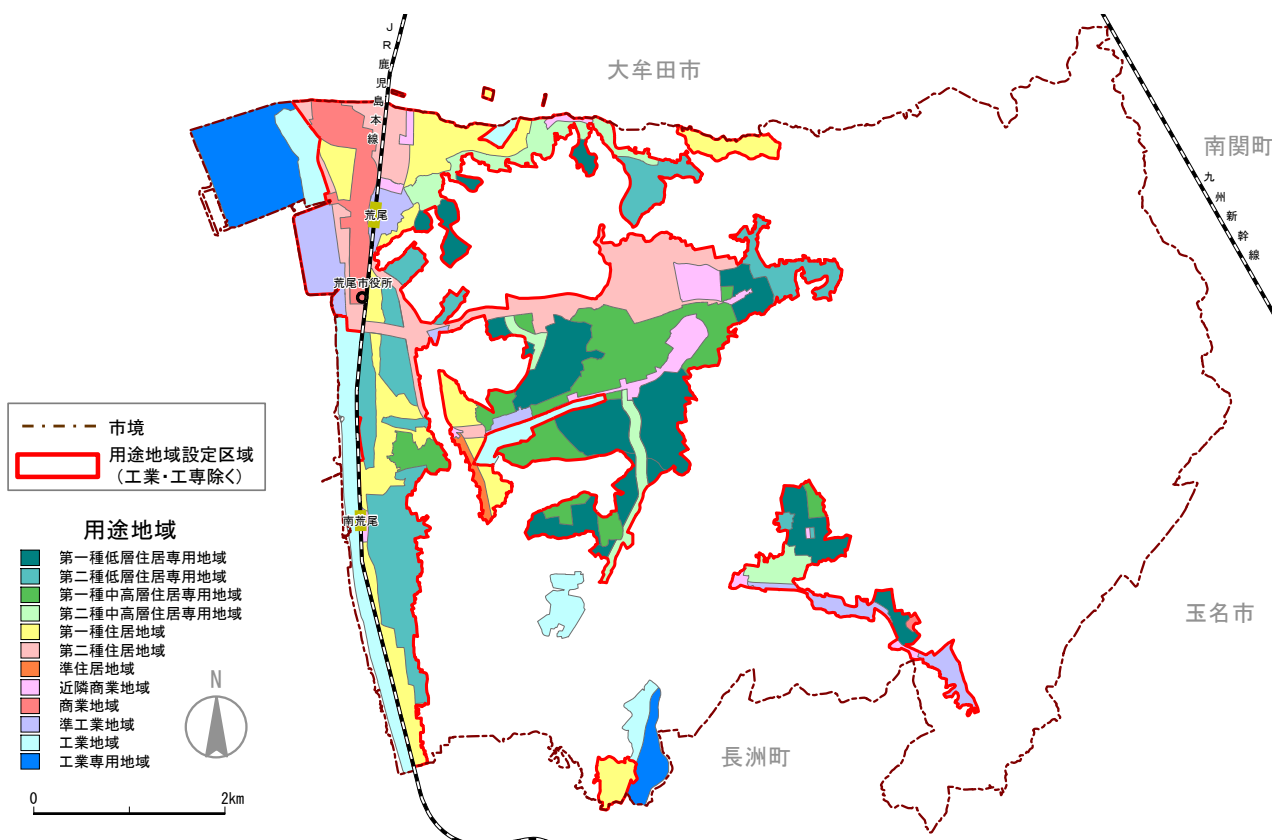 JR鹿児島本線
大牟田市
南関町
九州新幹線
荒尾
荒尾市役所
市境
用途地域設定区域
(工業・工専除く)
南荒尾
用途地域
第一種低層住居専用地域
第二種低層住居専用地域
第一種中高層住居専用地域
第二種中高層住居専用地域
第一種住居地域
第二種住居地域
準住居地域
近隣商業地域
商業地域
準工業地域
工業地域
工業専用地域
N
0 2km
玉名市
長洲町